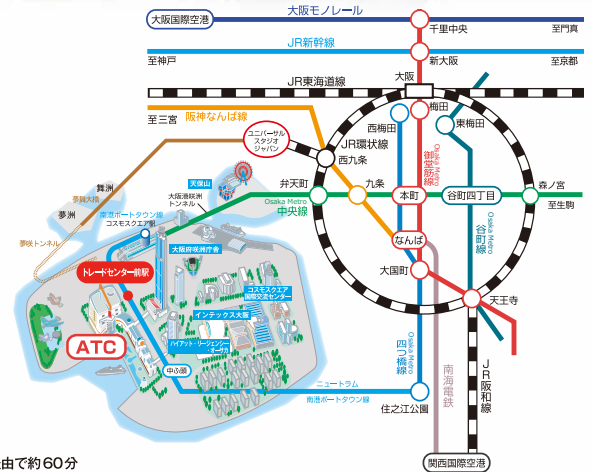 大阪国際空港
大阪モノレール
千里中央
至門真
JR新幹線
至神戸
新大阪
至京都
大阪
JR東海道線
梅田
至三宮
阪神なんば線
西梅田
東梅田
ユニバーサル
スタジオ
ジャパン
JR環状線
西九条
Osaka Metro
御堂筋線
夢舞大橋
舞洲
夢洲
天保山
大阪港咲洲
トンネル
弁天町
Osaka Metro
中央線
九条
本町
谷町四丁目
森ノ宮
至生駒
南港ポートタウン線
コスモスクエア駅
夢咲トンネル
大阪府咲洲庁舎
なんば
Osaka Metro
谷町線
トレードセンター前駅
大国町
天王寺
コスモスクエア
国際交流センター
インテックス大阪
ATC
ハイアット・リージェンシー
・オーサカ
中ふ頭
Osaka Metro
四つ橋線
南海電鉄
JR阪和線
ニュートラム
南港ポートタウン線
住之江公園
由で約60分
関西国際空港